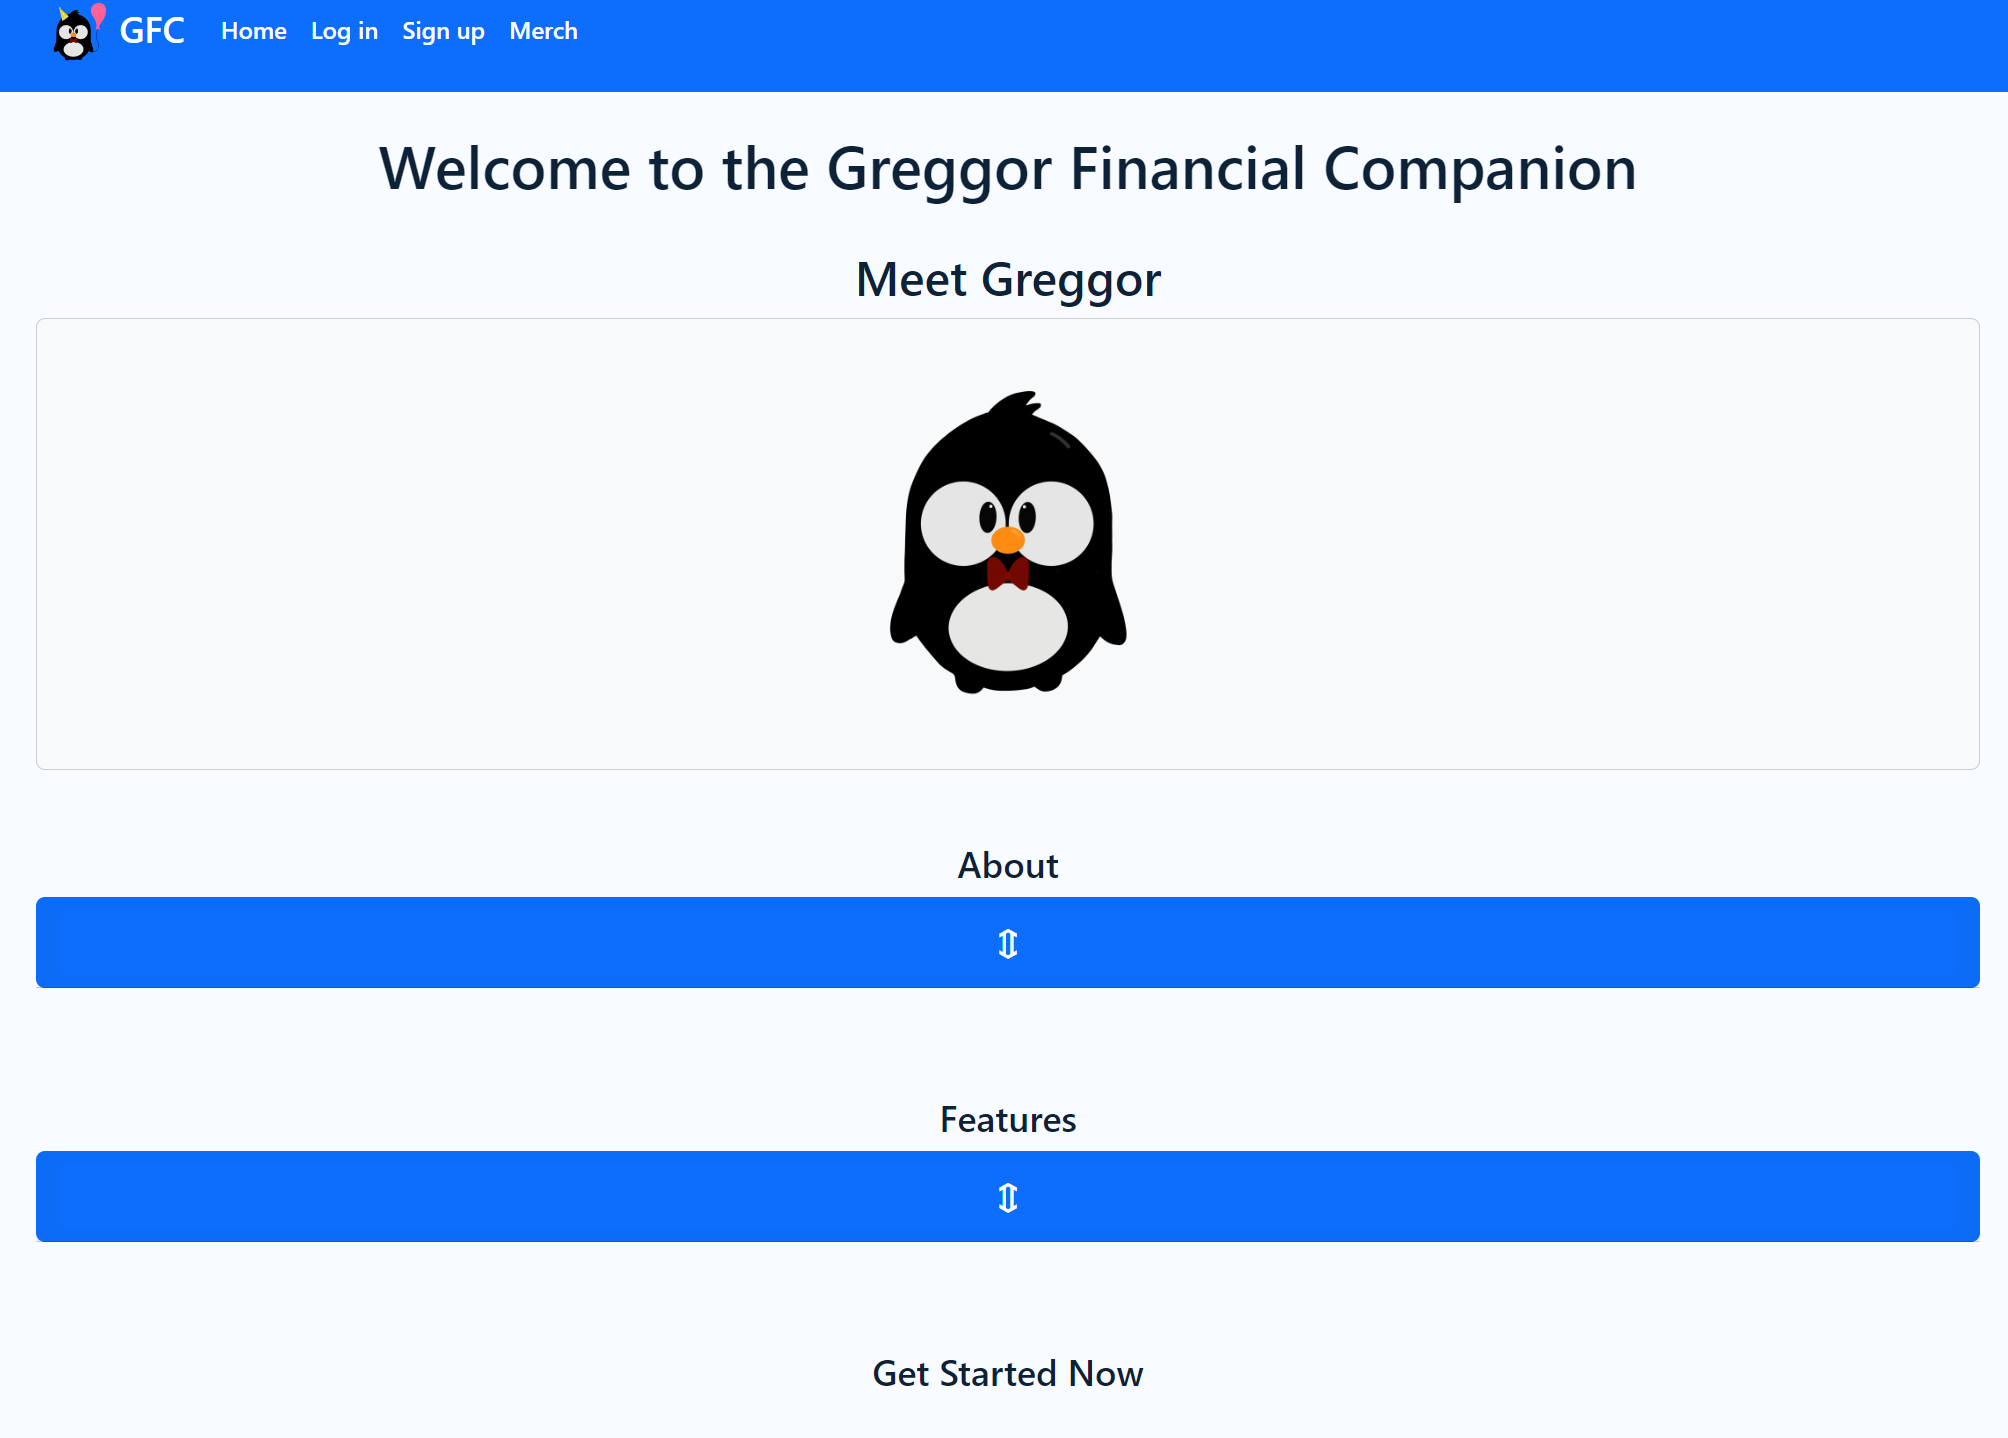 GFC Home Log in Sign up Merch
Welcome to the Greggor Financial Companion
Meet Greggor
About
⇕
Features
⇕
Get Started Now